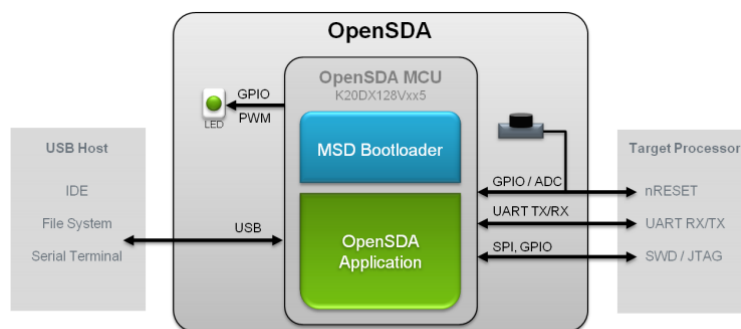 OpenSDA
OpenSDA MCU
K20DX128Vxx5
GPIO
PWM
LED
MSD Bootloader
USB Host
IDE
File System
Serial Terminal
USB
OpenSDA
Application
GPIO / ADC
UART TX/RX
SPI, GPIO
Target Processor
nRESET
UART RX/TX
SWD / JTAG